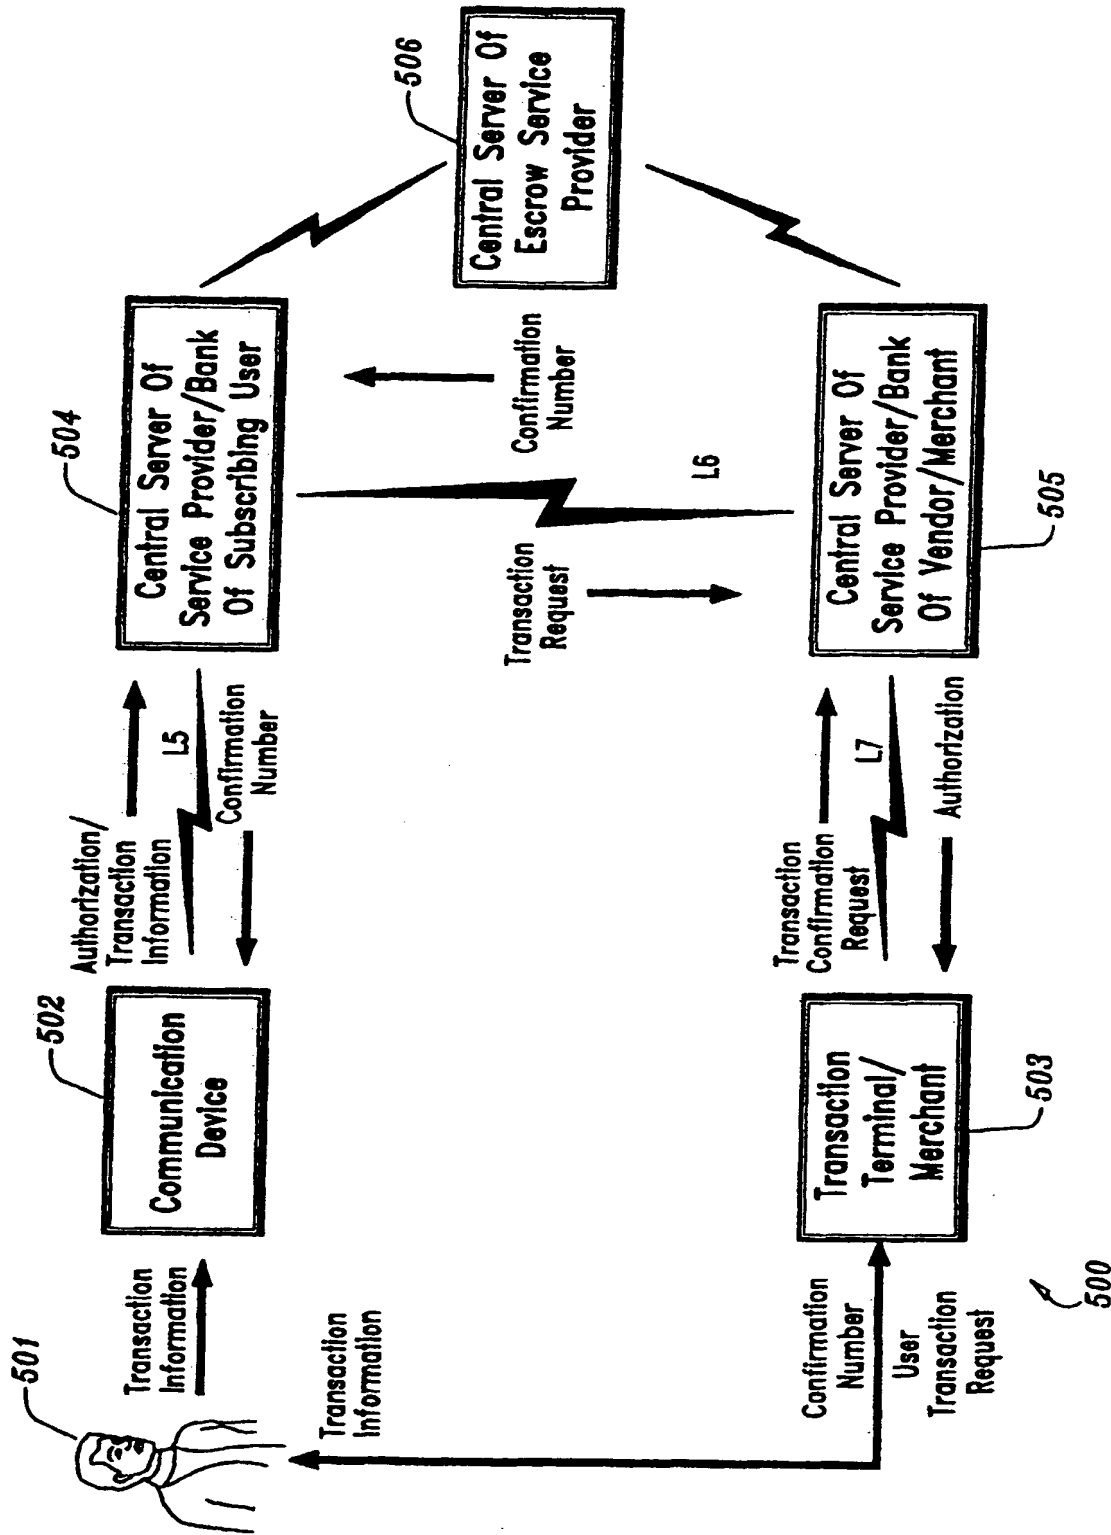 501
Transaction
Information
502
Communication
Device
Authorization/
Transaction
Information
L5
Confirmation
Number
504
Central Server Of
Service Provider/Bank
Of Subscribing User
506
Central Server Of
Escrow Service
Provider
Transaction
Information
Transaction
Request
L6
Confirmation
Number
Confirmation
Number
User
Transaction
Request
Transaction
Terminal/
Merchant
503
Transaction
Confirmation
Request
L7
Authorization
Central Server Of
Service Provider/Bank
Of Vendor/Merchant
505
500